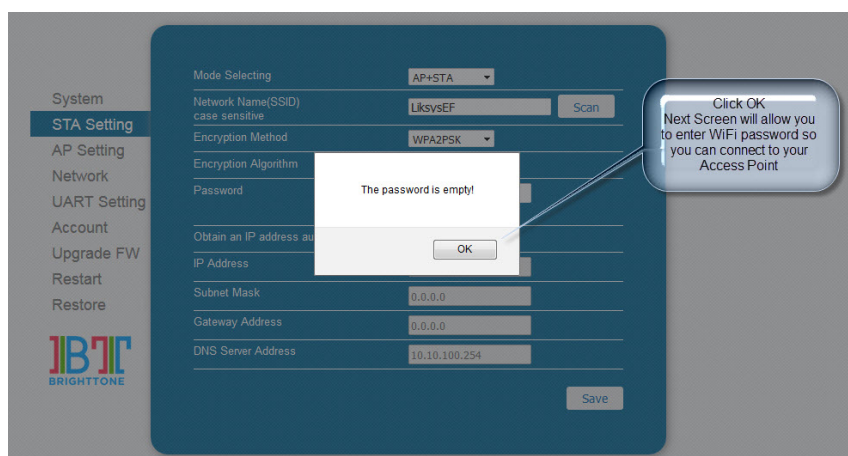 System
STA Setting
AP Setting
Network
UART Setting
Account
Upgrade FW
Restart
Restore
BRIGHTTONE
Mode Selecting
AP+STA
Network Name(SSID)
case sensitive
LiksysEF
Scan
Encryption Method
WPA2PSK
Encryption Algorithm
Password
Obtain an IP address au
IP Address
Subnet Mask
0.0.0.0
Gateway Address
0.0.0.0
DNS Server Address
10.10.100.254
Save
The password is empty!
OK
Click OK
Next Screen will allow you
to enter WiFi password so
you can connect to your
Access Point